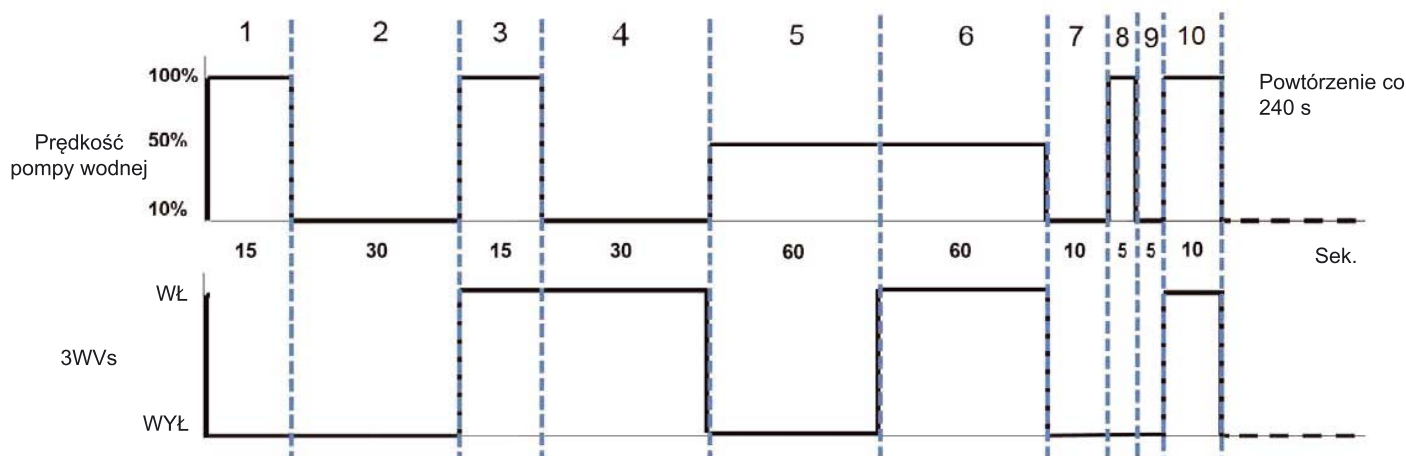 1 2 3 4 5 6 7 8 9 10
100%
Powtórzenie co
240 s
Prędkość
pompy wodnej
50%
10%
15 30 15 30 60 60 10 5 5 10 Sek.
WŁ
3WVs
WYŁ